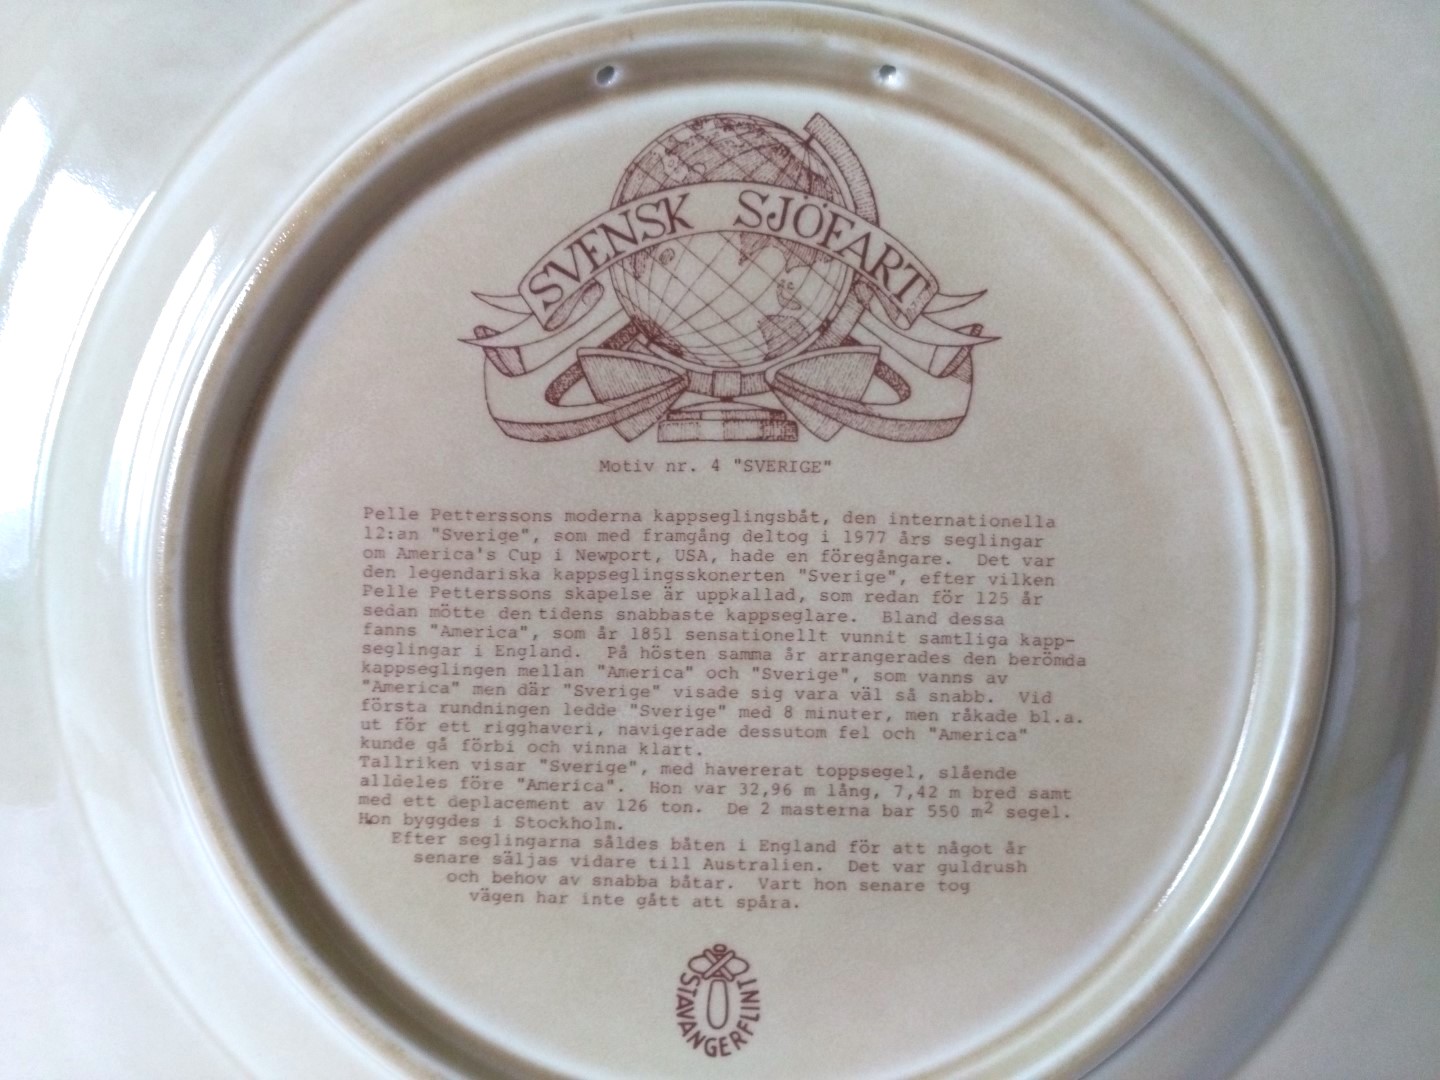 SVENSK SJÖFART
Motiv nr. 4 "SVERIGE"
Pelle Petterssons moderna kappseglingsbåt, den internationella
12:an "Sverige", som med framgång deltog i 1977 års seglingar
om America's Cup i Newport, USA, hade en föregångare. Det var
den legendariska kappseglingsskonerten "Sverige", efter vilken
Pelle Petterssons skapelse är uppkallad, som redan för 125 år
sedan mötte den tidens snabbaste kappseglare. Bland dessa
fanns "America", som år 1851 sensationellt vunnit samtliga kapp-
seglingar i England. På hösten samma år arrangerades den berömda
kappseglingen mellan "America" och "Sverige", som vanns av
"America" men där "Sverige" visade sig vara väl så snabb. Vid
första rundningen ledde "Sverige" med 8 minuter, men råkade bl.a.
ut för ett rigghaveri, navigerade dessutom fel och "America"
kunde gå förbi och vinna klart.
Tallriken visar "Sverige", med havererat toppsegel, slående
alldeles före "America". Hon var 32,96 m lång, 7,42 m bred samt
med ett deplacement av 126 ton. De 2 masterna bar 550 m² segel.
Hon byggdes i Stockholm.
Efter seglingarna såldes båten i England för att något år
senare säljas vidare till Australien. Det var guldrush
och behov av snabba båtar. Vart hon senare tog
vägen har inte gått att spåra.
STAVANGERFLINT